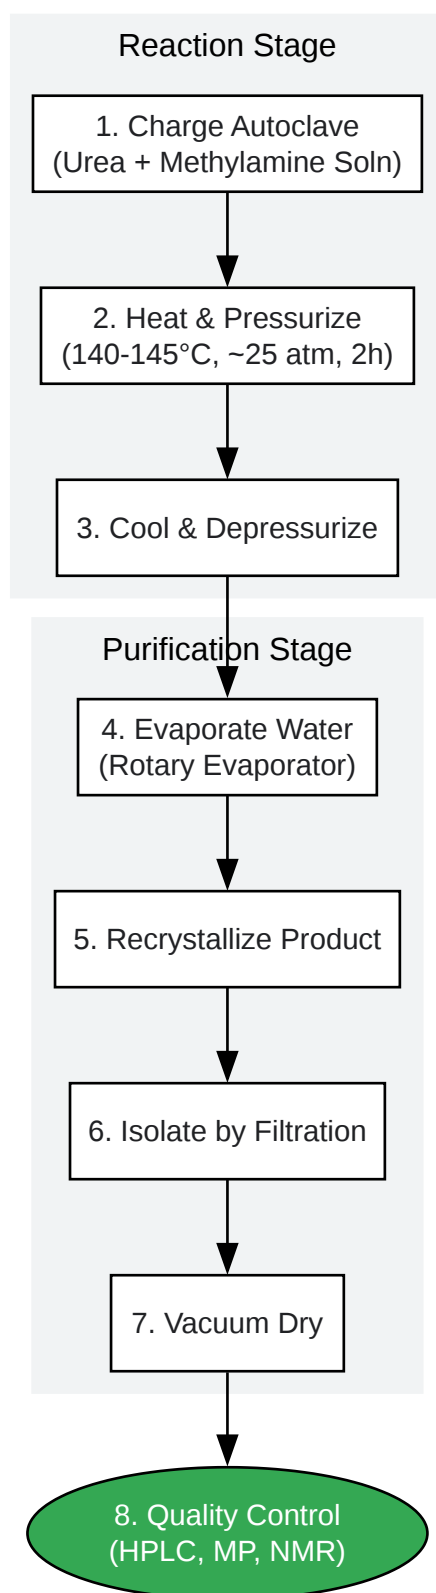 Reaction Stage
1. Charge Autoclave
(Urea + Methylamine Soln)
2. Heat & Pressurize
(140-145°C, ~25 atm, 2h)
3. Cool & Depressurize
Purification Stage
4. Evaporate Water
(Rotary Evaporator)
5. Recrystallize Product
6. Isolate by Filtration
7. Vacuum Dry
8. Quality Control
(HPLC, MP, NMR)